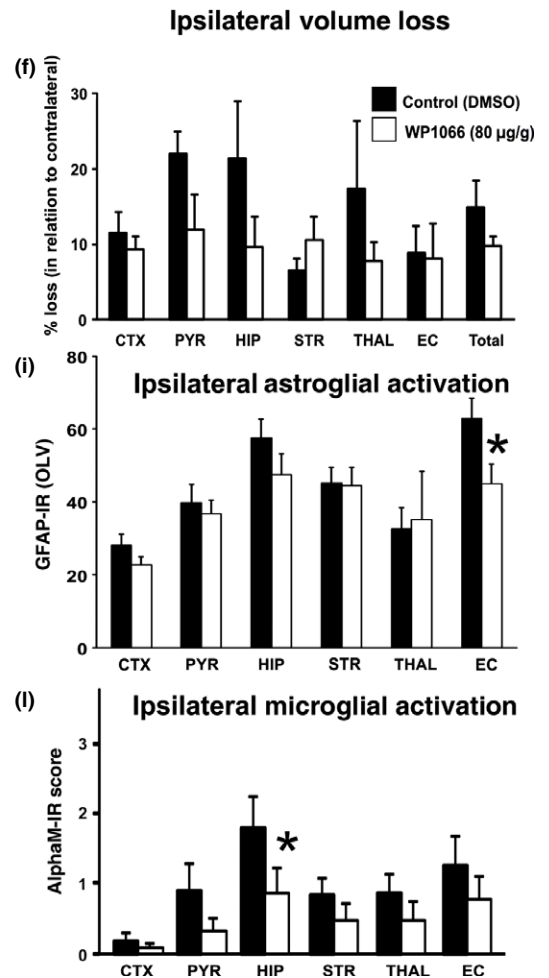 Ipsilateral volume loss
(f)
% loss (in relatiion to contralateral)
30
20
10
0
Control (DMSO)
WP1066 (80 µg/g)
CTX PYR HIP STR THAL EC Total
(i)
Ipsilateral astroglial activation
GFAP-IR (OLV)
80
60
40
20
0
*
CTX PYR HIP STR THAL EC
(l)
Ipsilateral microglial activation
AlphaM-IR score
3
2
1
0
*
CTX PYR HIP STR THAL EC